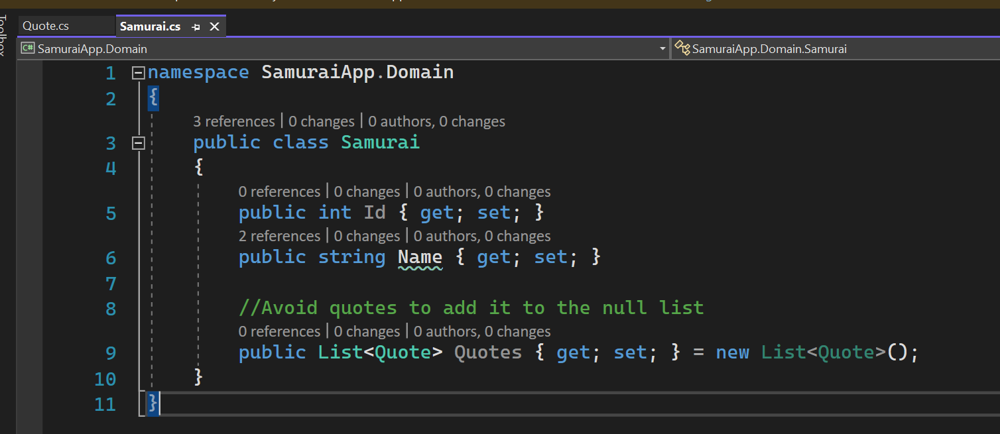 Toolbox
Quote.cs
Samurai.cs
C# SamuraiApp.Domain
SamuraiApp.Domain.Samurai
1 namespace SamuraiApp.Domain
2 {
3 references | 0 changes | 0 authors, 0 changes
3 public class Samurai
4 {
0 references | 0 changes | 0 authors, 0 changes
5 public int Id { get; set; }
2 references | 0 changes | 0 authors, 0 changes
6 public string Name { get; set; }
7
8 //Avoid quotes to add it to the null list
0 references | 0 changes | 0 authors, 0 changes
9 public List<Quote> Quotes { get; set; } = new List<Quote>();
10 }
11 }